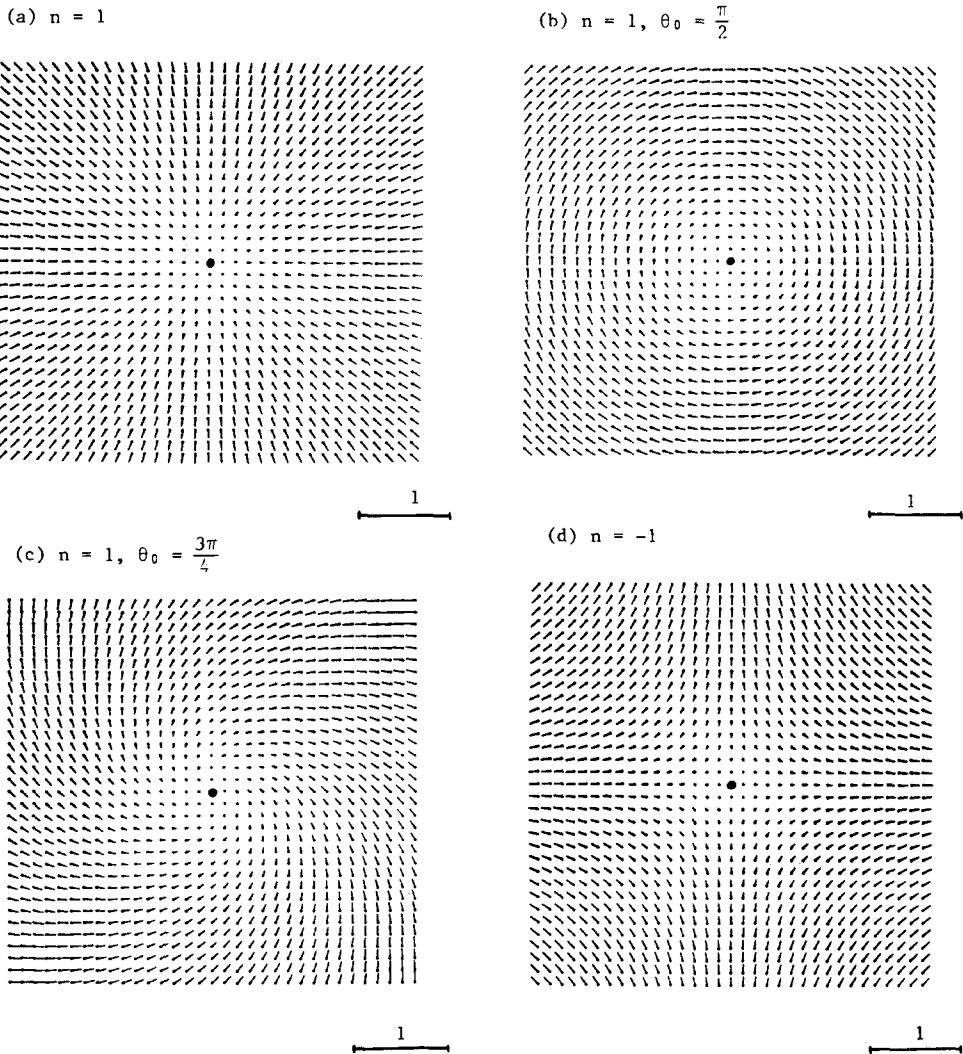 (a) n = 1
(b) n = 1, θ₀ = π/2
1
1
(c) n = 1, θ₀ = 3π/4
(d) n = -1
1
1